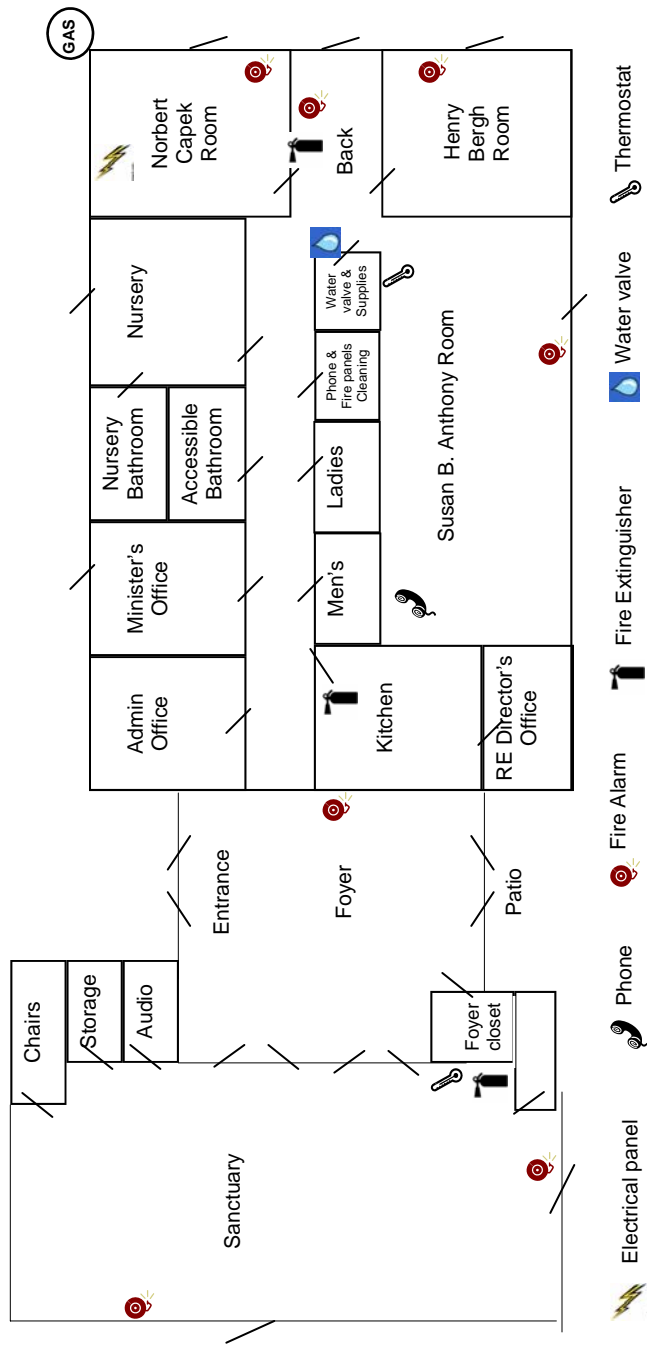 GAS
Norbert
Capek
Room
Back
Henry
Bergh
Room
Nursery
Water
valve &
Supplies
Phone &
Fire panels
Cleaning
Nursery
Bathroom
Accessible
Bathroom
Ladies
Susan B. Anthony Room
Minister's
Office
Men's
Admin
Office
Kitchen
RE Director's
Office
Entrance
Foyer
Patio
Chairs
Storage
Audio
Foyer
closet
Sanctuary
Electrical panel
Phone
Fire Alarm
Fire Extinguisher
Water valve
Thermostat